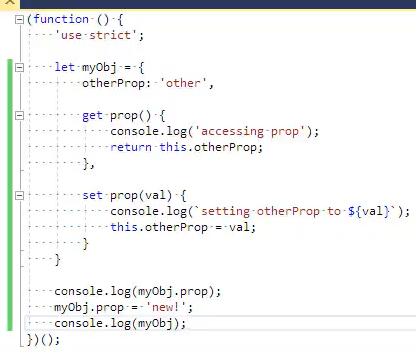 (function () {
    'use strict';

    let myObj = {
        otherProp: 'other',

        get prop() {
            console.log('accessing prop');
            return this.otherProp;
        },

        set prop(val) {
            console.log(`setting otherProp to ${val}`);
            this.otherProp = val;
        }
    }

    console.log(myObj.prop);
    myObj.prop = 'new!';
    console.log(myObj);
})();